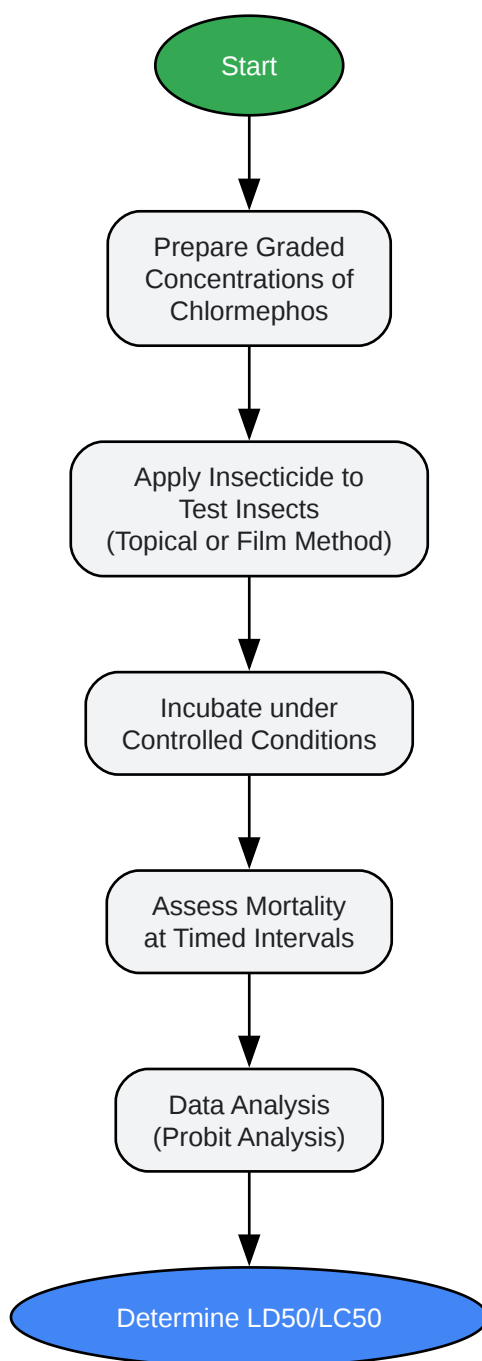 Start
Prepare Graded
Concentrations of
Chlormephos
Apply Insecticide to
Test Insects
(Topical or Film Method)
Incubate under
Controlled Conditions
Assess Mortality
at Timed Intervals
Data Analysis
(Probit Analysis)
Determine LD50/LC50